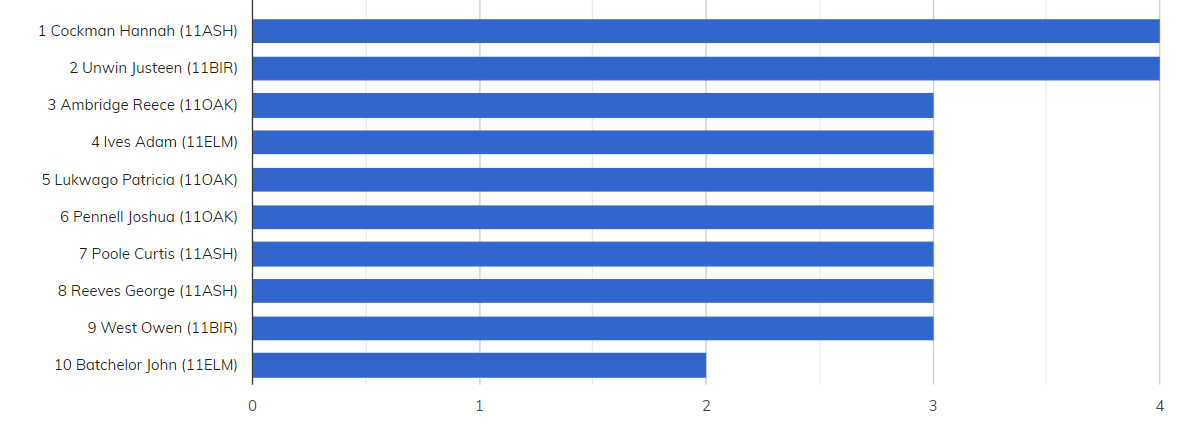 1 Cockman Hannah (11ASH)
2 Unwin Justeen (11BIR)
3 Ambridge Reece (11OAK)
4 Ives Adam (11ELM)
5 Lukwago Patricia (11OAK)
6 Pennell Joshua (11OAK)
7 Poole Curtis (11ASH)
8 Reeves George (11ASH)
9 West Owen (11BIR)
10 Batchelor John (11ELM)
0 1 2 3 4